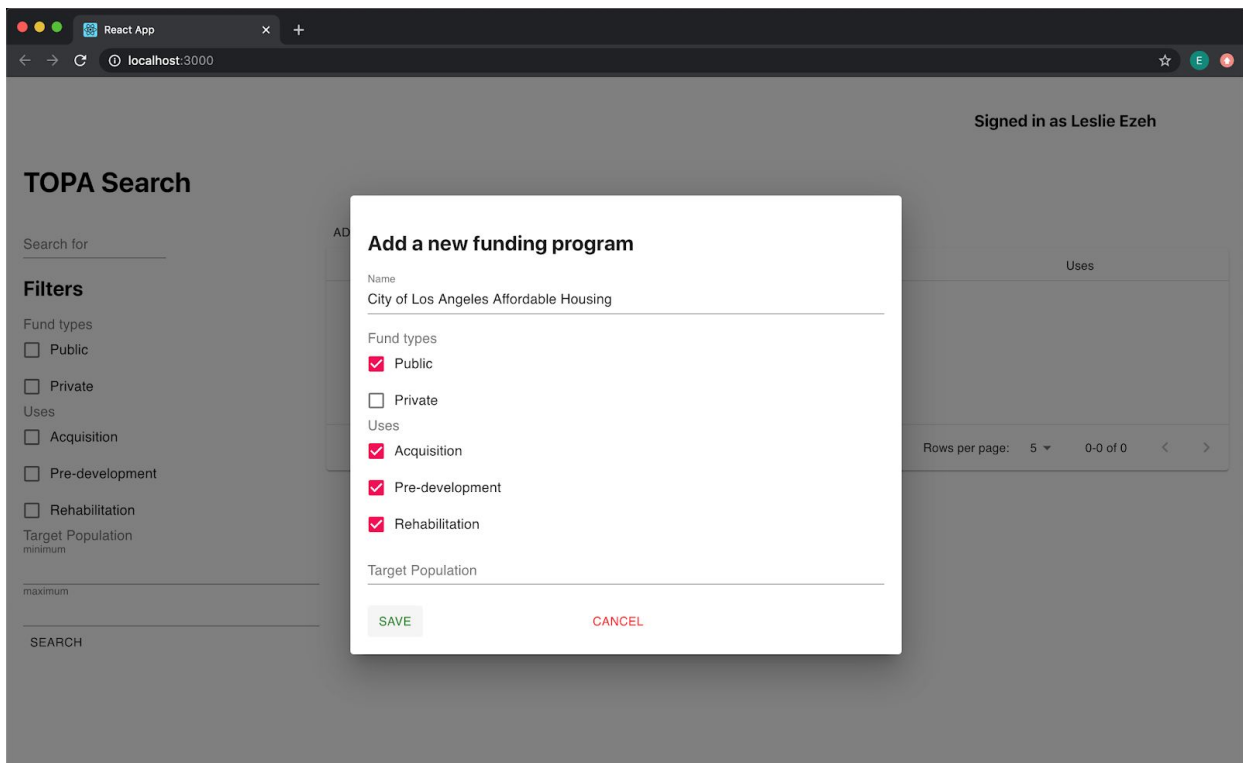 React App
localhost:3000
E
Signed in as Leslie Ezeh
TOPA Search
Search for
Filters
Fund types
Public
Private
Uses
Acquisition
Pre-development
Rehabilitation
Target Population
minimum
maximum
SEARCH
AD
Uses
Rows per page: 5 0-0 of 0
Add a new funding program
Name
City of Los Angeles Affordable Housing
Fund types
Public
Private
Uses
Acquisition
Pre-development
Rehabilitation
Target Population
SAVE CANCEL